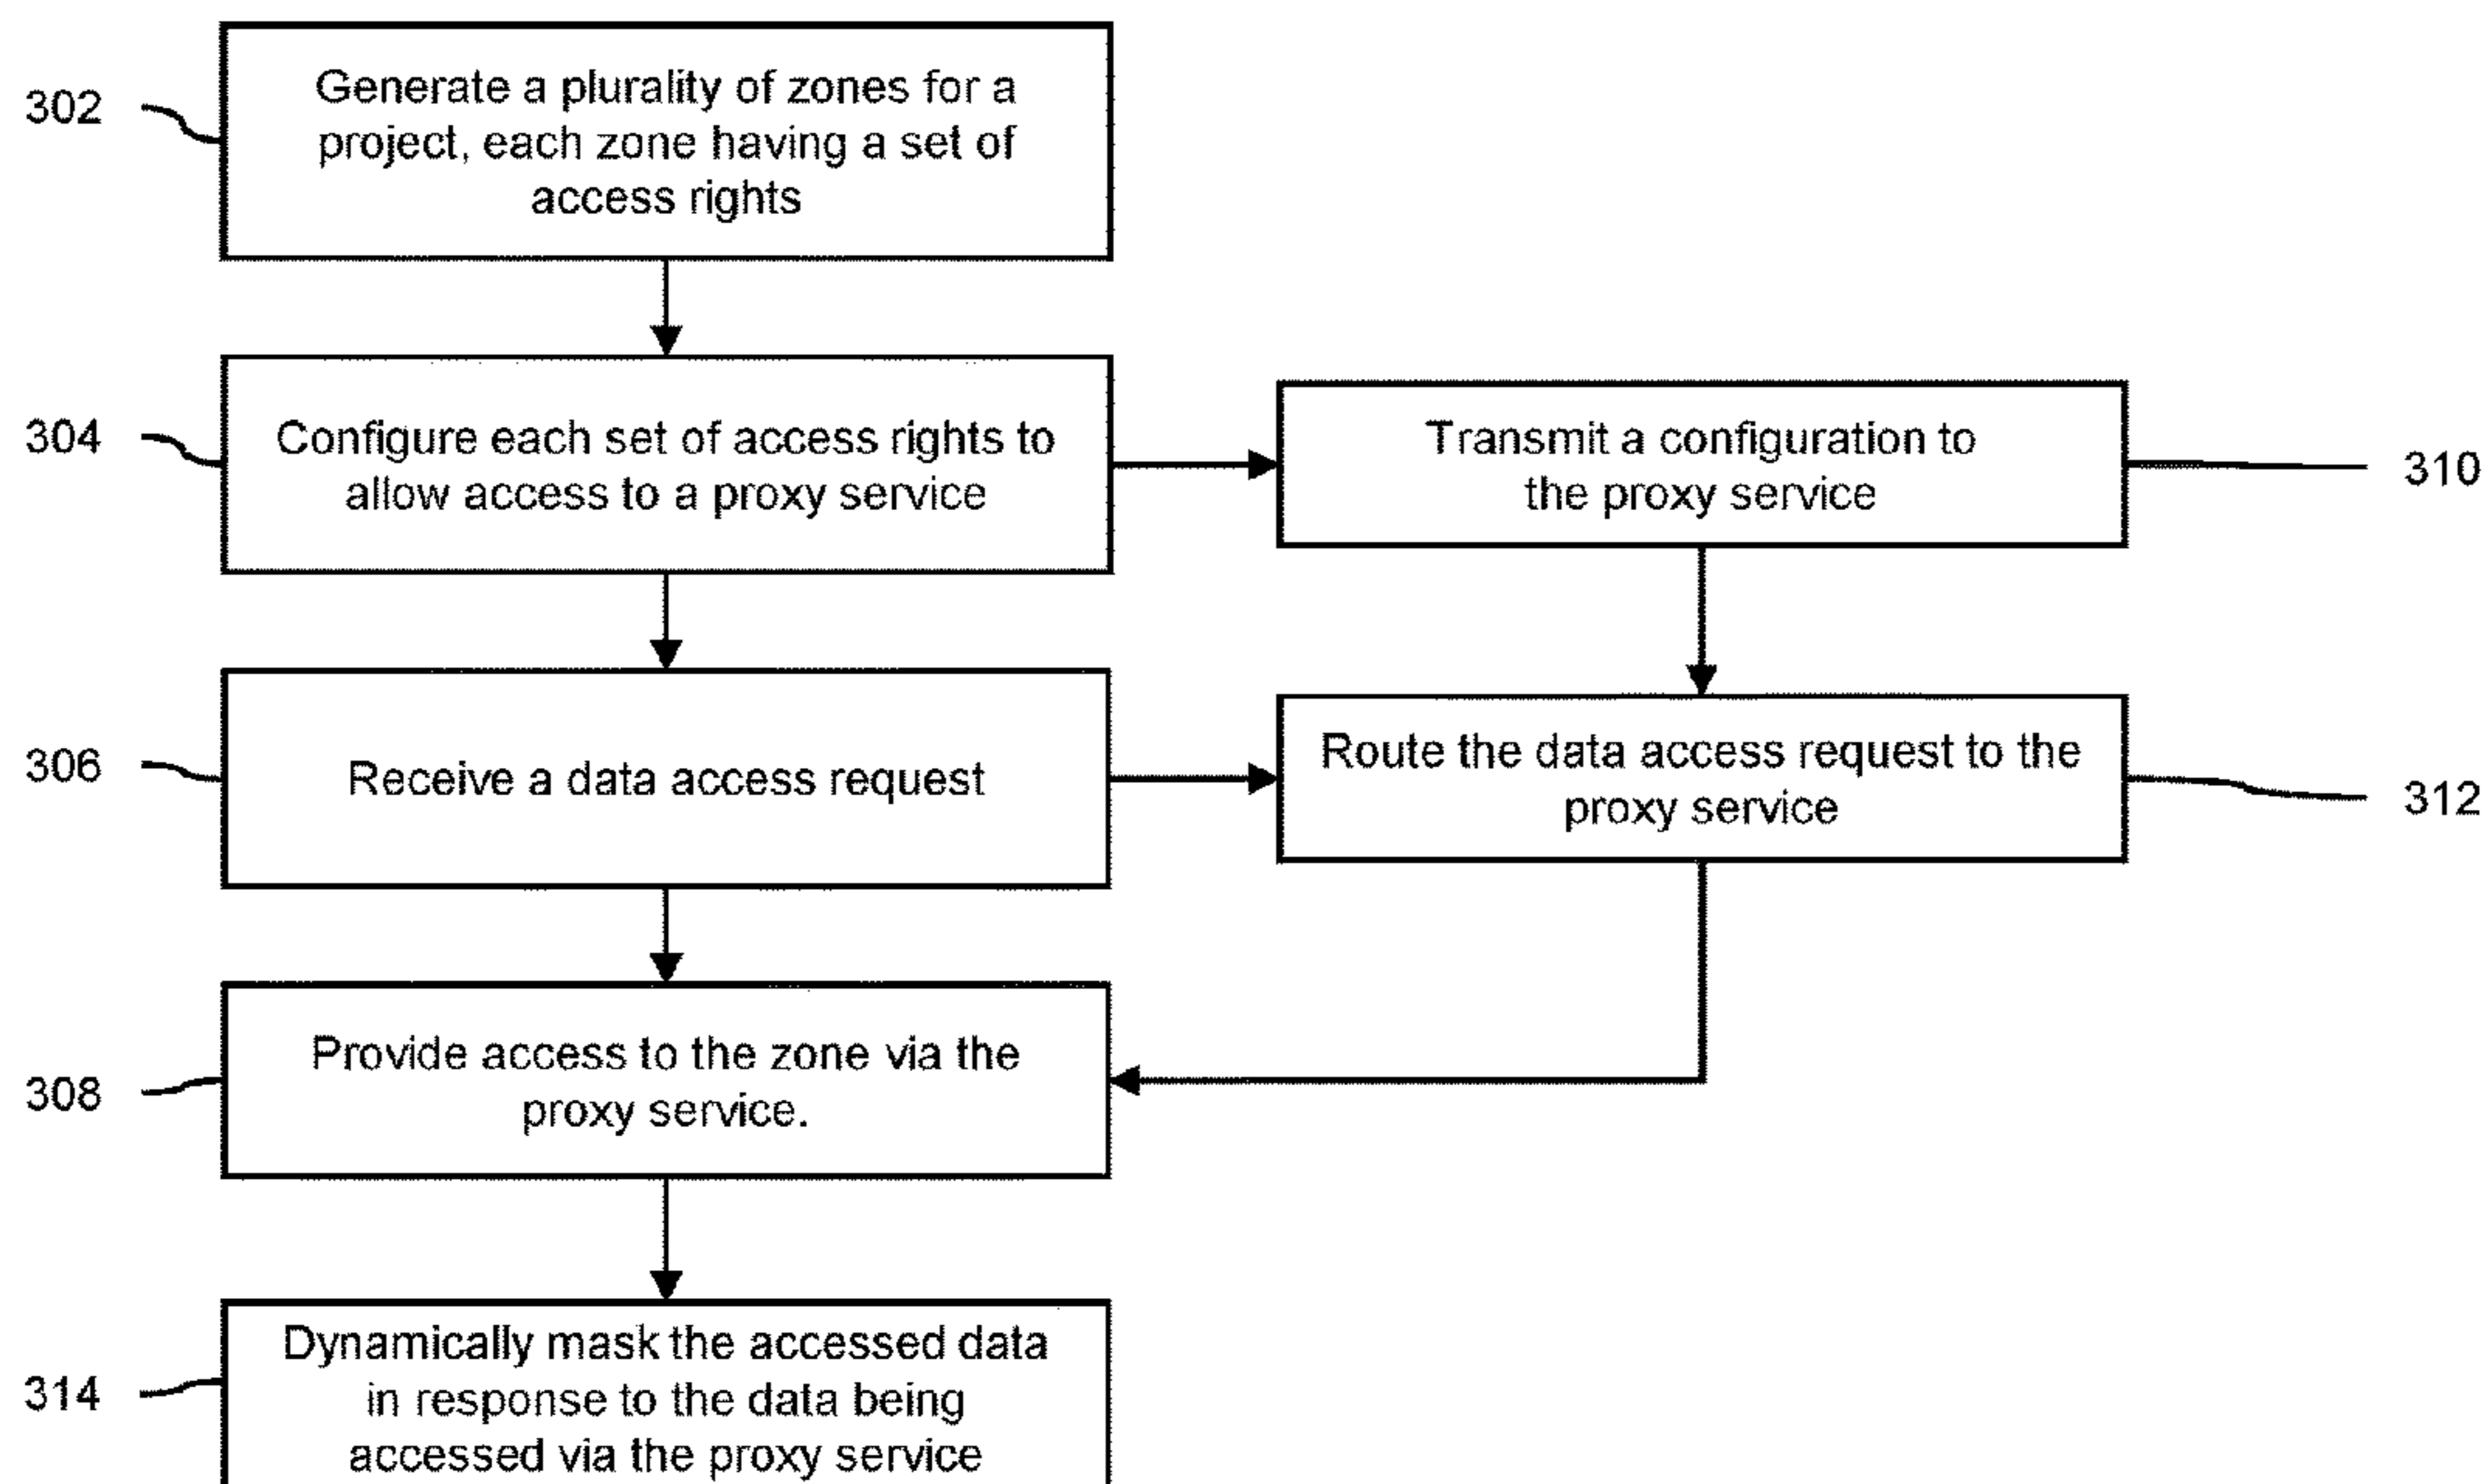 302
Generate a plurality of zones for a
project, each zone having a set of
access rights
304
Configure each set of access rights to
allow access to a proxy service
Transmit a configuration to
the proxy service
310
306
Receive a data access request
Route the data access request to the
proxy service
312
308
Provide access to the zone via the
proxy service.
314
Dynamically mask the accessed data
in response to the data being
accessed via the proxy service